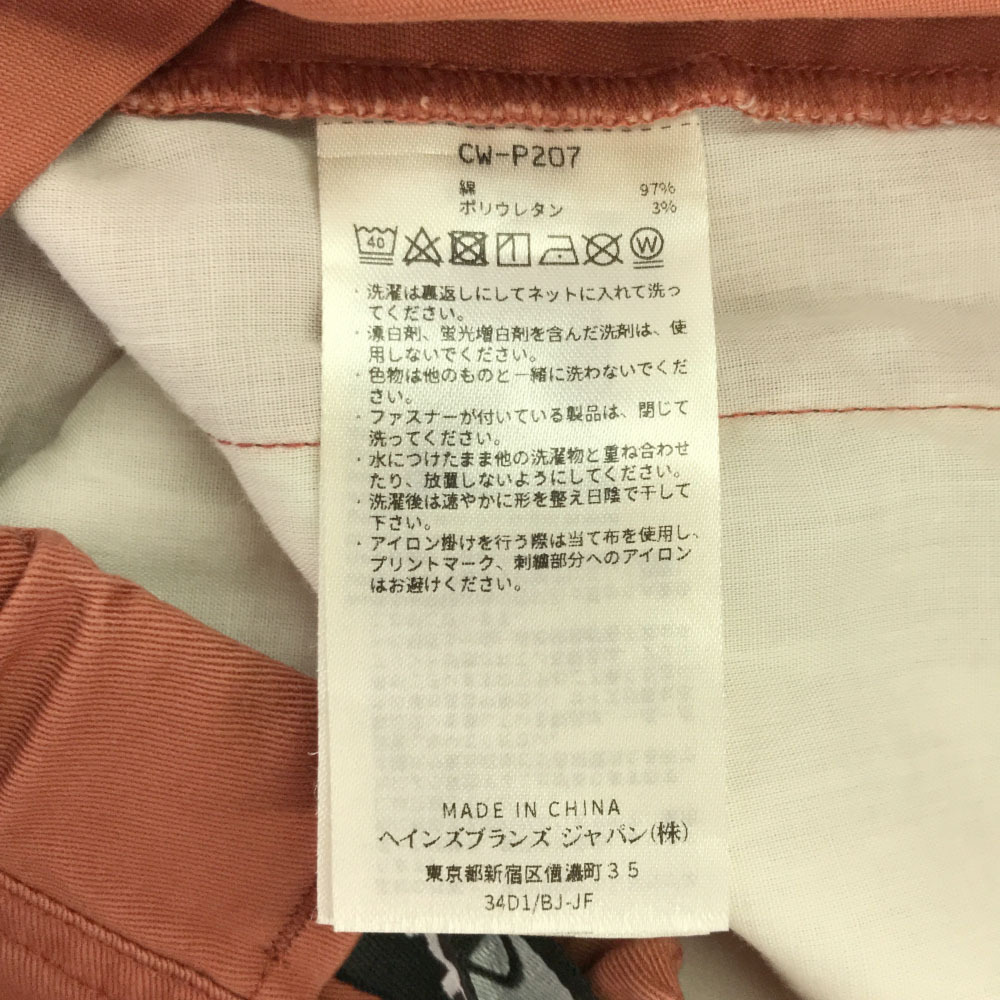 CW-P207
綿 97%
ポリウレタン 3%
40 W
・洗濯は裏返しにしてネットに入れて洗っ
てください。
・漂白剤、蛍光増白剤を含んだ洗剤は、使
用しないでください。
・色物は他のものと一緒に洗わないでくだ
さい。
・ファスナーが付いている製品は、閉じて
洗ってください。
・水につけたまま他の洗濯物と重ね合わせ
たり、放置しないようにしてください。
・洗濯後は速やかに形を整え日陰で干して
下さい。
・アイロン掛けを行う際は当て布を使用し、
プリントマーク、刺繍部分へのアイロン
はお避けください。
MADE IN CHINA
ヘインズブランズ ジャパン(株)
東京都新宿区信濃町35
34D1/BJ-JF